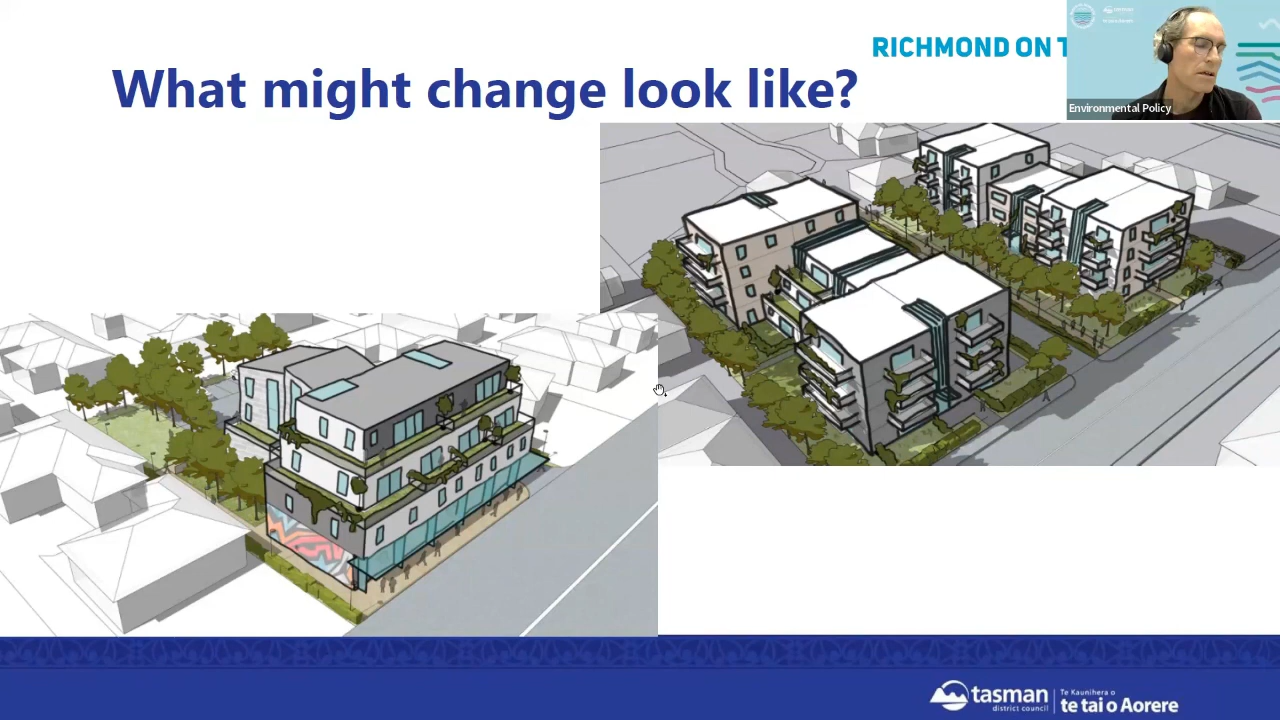 RICHMOND ON T
What might change look like?
Environmental Policy
tasman
district council
Te Kaunihera o
te tai o Aorere